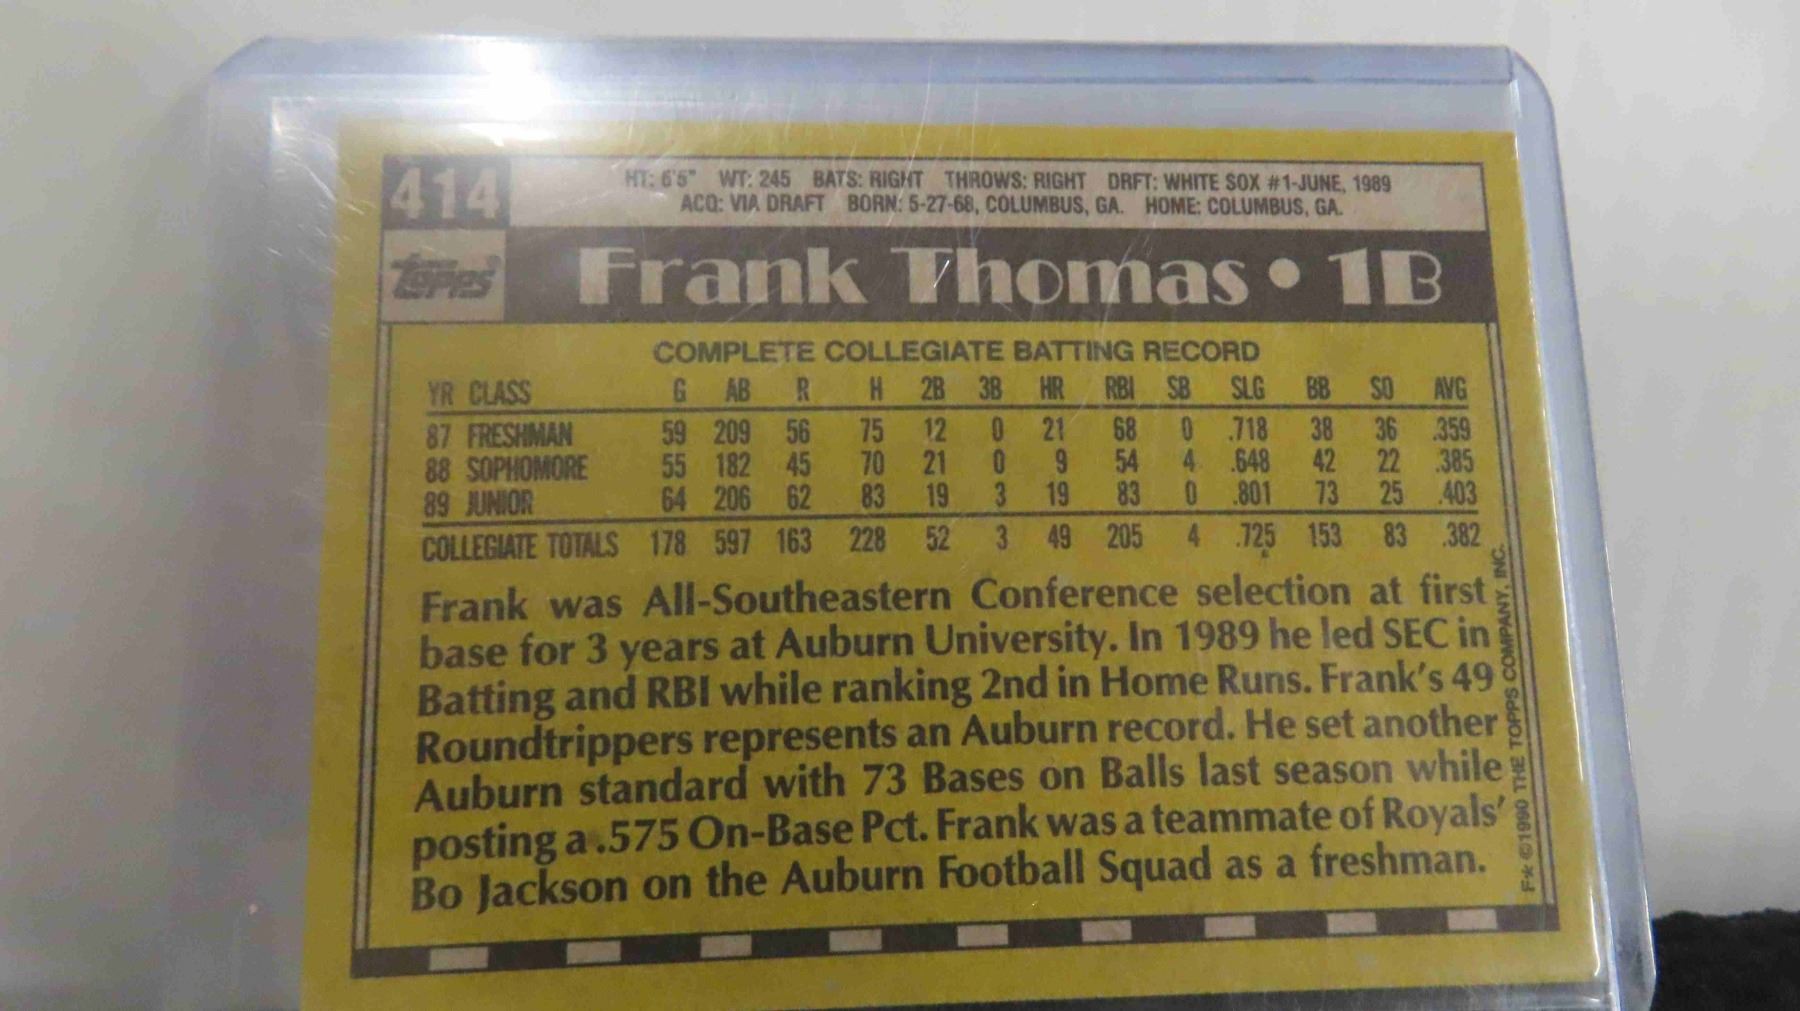 414
HT: 6'5" WT: 245 BATS: RIGHT THROWS: RIGHT DRFT: WHITE SOX #1-JUNE, 1989
ACQ: VIA DRAFT BORN: 5-27-68, COLUMBUS, GA. HOME: COLUMBUS, GA.
Topps®
Frank Thomas • 1B
COMPLETE COLLEGIATE BATTING RECORD
YR CLASS G AB R H 2B 3B HR RBI SB SLG BB SO AVG
87 FRESHMAN 59 209 56 75 12 0 21 68 0 .718 38 36 .359
88 SOPHOMORE 55 182 45 70 21 0 9 54 4 .648 42 22 .385
89 JUNIOR 64 206 62 83 19 3 19 83 0 .801 73 25 .403
COLLEGIATE TOTALS 178 597 163 228 52 3 49 205 4 .725 153 83 .382
Frank was All-Southeastern Conference selection at first
base for 3 years at Auburn University. In 1989 he led SEC in
Batting and RBI while ranking 2nd in Home Runs. Frank's 49
Roundtrippers represents an Auburn record. He set another
Auburn standard with 73 Bases on Balls last season while
posting a .575 On-Base Pct. Frank was a teammate of Royals'
Bo Jackson on the Auburn Football Squad as a freshman.
F* ©1990 THE TOPPS COMPANY, INC.